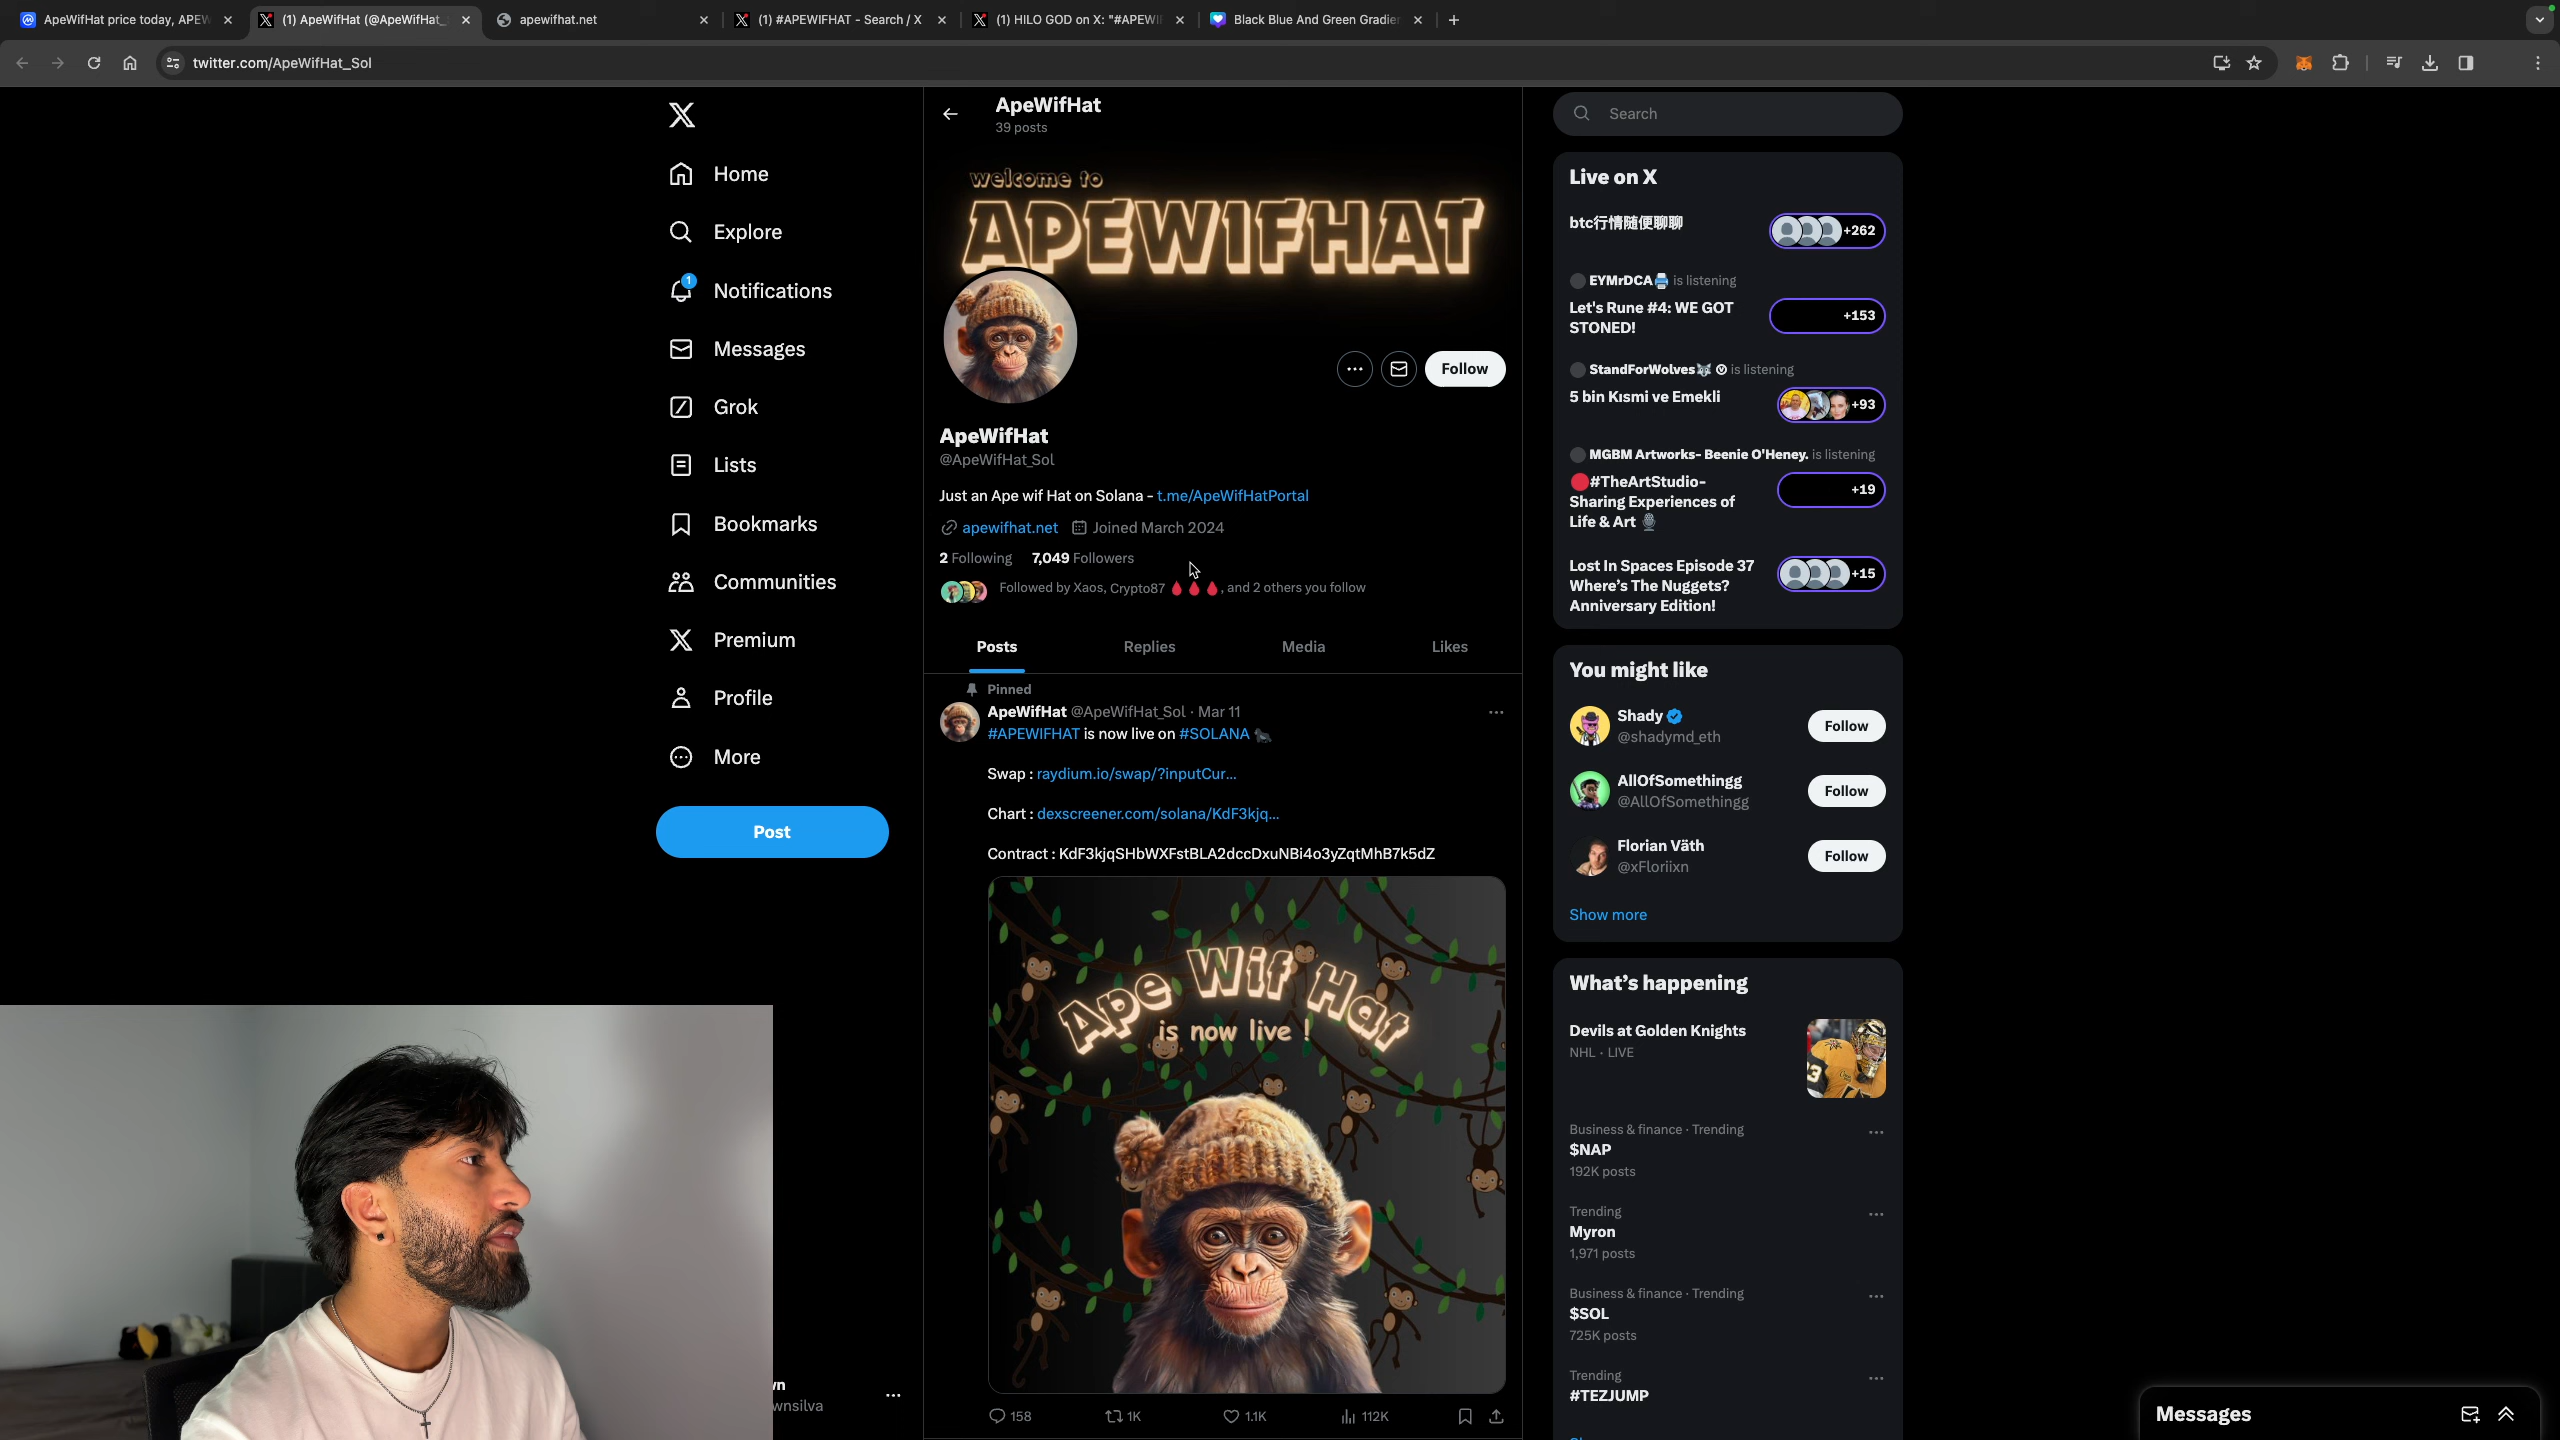 ApeWifHat price today, APEW
(1) ApeWifHat (@ApeWifHat_
apewifhat.net
(1) #APEWIFHAT - Search / X
(1) HILO GOD on X: "#APEWI
Black Blue And Green Gradie
twitter.com/ApeWifHat_Sol
Home
Explore
1
Notifications
Messages
Grok
Lists
Bookmarks
Communities
Premium
Profile
More
Post
wnsilva
ApeWifHat
39 posts
welcome to
APEWIFHAT
Follow
ApeWifHat
@ApeWifHat_Sol
Just an Ape wif Hat on Solana - t.me/ApeWifHatPortal
apewifhat.net Joined March 2024
2 Following 7,049 Followers
Followed by Xaos, Crypto87 🩸🩸🩸, and 2 others you follow
Posts Replies Media Likes
Pinned
ApeWifHat @ApeWifHat_Sol · Mar 11
#APEWIFHAT is now live on #SOLANA 🦍
Swap : raydium.io/swap/?inputCur...
Chart : dexscreener.com/solana/KdF3kjq...
Contract : KdF3kjqSHbWXFstBLA2dccDxuNBi4o3yZqtMhB7k5dZ
Ape Wif Hat
is now live !
158 1K 1.1K 112K
Search
Live on X
btc行情随便聊聊
+262
EYMrDCA🖨️ is listening
Let's Rune #4: WE GOT
STONED!
+153
StandForWolves🐺 is listening
5 bin Kısmi ve Emekli
+93
MGBM Artworks- Beenie O'Heney. is listening
🔴#TheArtStudio-
Sharing Experiences of
Life & Art 🎙️
+19
Lost In Spaces Episode 37
Where's The Nuggets?
Anniversary Edition!
+15
You might like
Shady
@shadymd_eth
Follow
AllOfSomethingg
@AllOfSomethingg
Follow
Florian Väth
@xFloriixn
Follow
Show more
What's happening
Devils at Golden Knights
NHL · LIVE
Business & finance · Trending
$NAP
192K posts
Trending
Myron
1,971 posts
Business & finance · Trending
$SOL
725K posts
Trending
#TEZJUMP
Messages